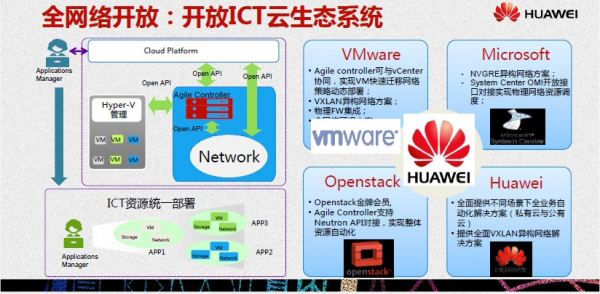 全网络开放：开放ICT云生态系统
HUAWEI
Applications
Manager
Cloud Platform
Open API
Open API
Open API
Hyper-V
管理
Agile Controller
Open API
VM VM VM
VM VM VM
Network
ICT资源统一部署
Applications
Manager
VM
Storage Network
APP1
VM
Storage Network
APP3
VM
Storage Network
APP2
VMware
• Agile controller可与vCenter
协同，实现VM快速迁移网络
策略动态部署；
• VXLAN异构网络方案；
• 物理FW集成；
vmware
Microsoft
• NVGRE异构网络方案；
• System Center OMI开放接
口对接实现物理网络资源调
度；
Microsoft
System Center
HUAWEI
Openstack
• Openstack金牌会员,
• Agile Controller支持
Neutron API对接，实现整体
资源自动化
openstack
Huawei
• 全面提供不同场景下全业务自
动化解决方案（私有云与公有
云）
• 提供全面VXLAN异构网络解
决方案